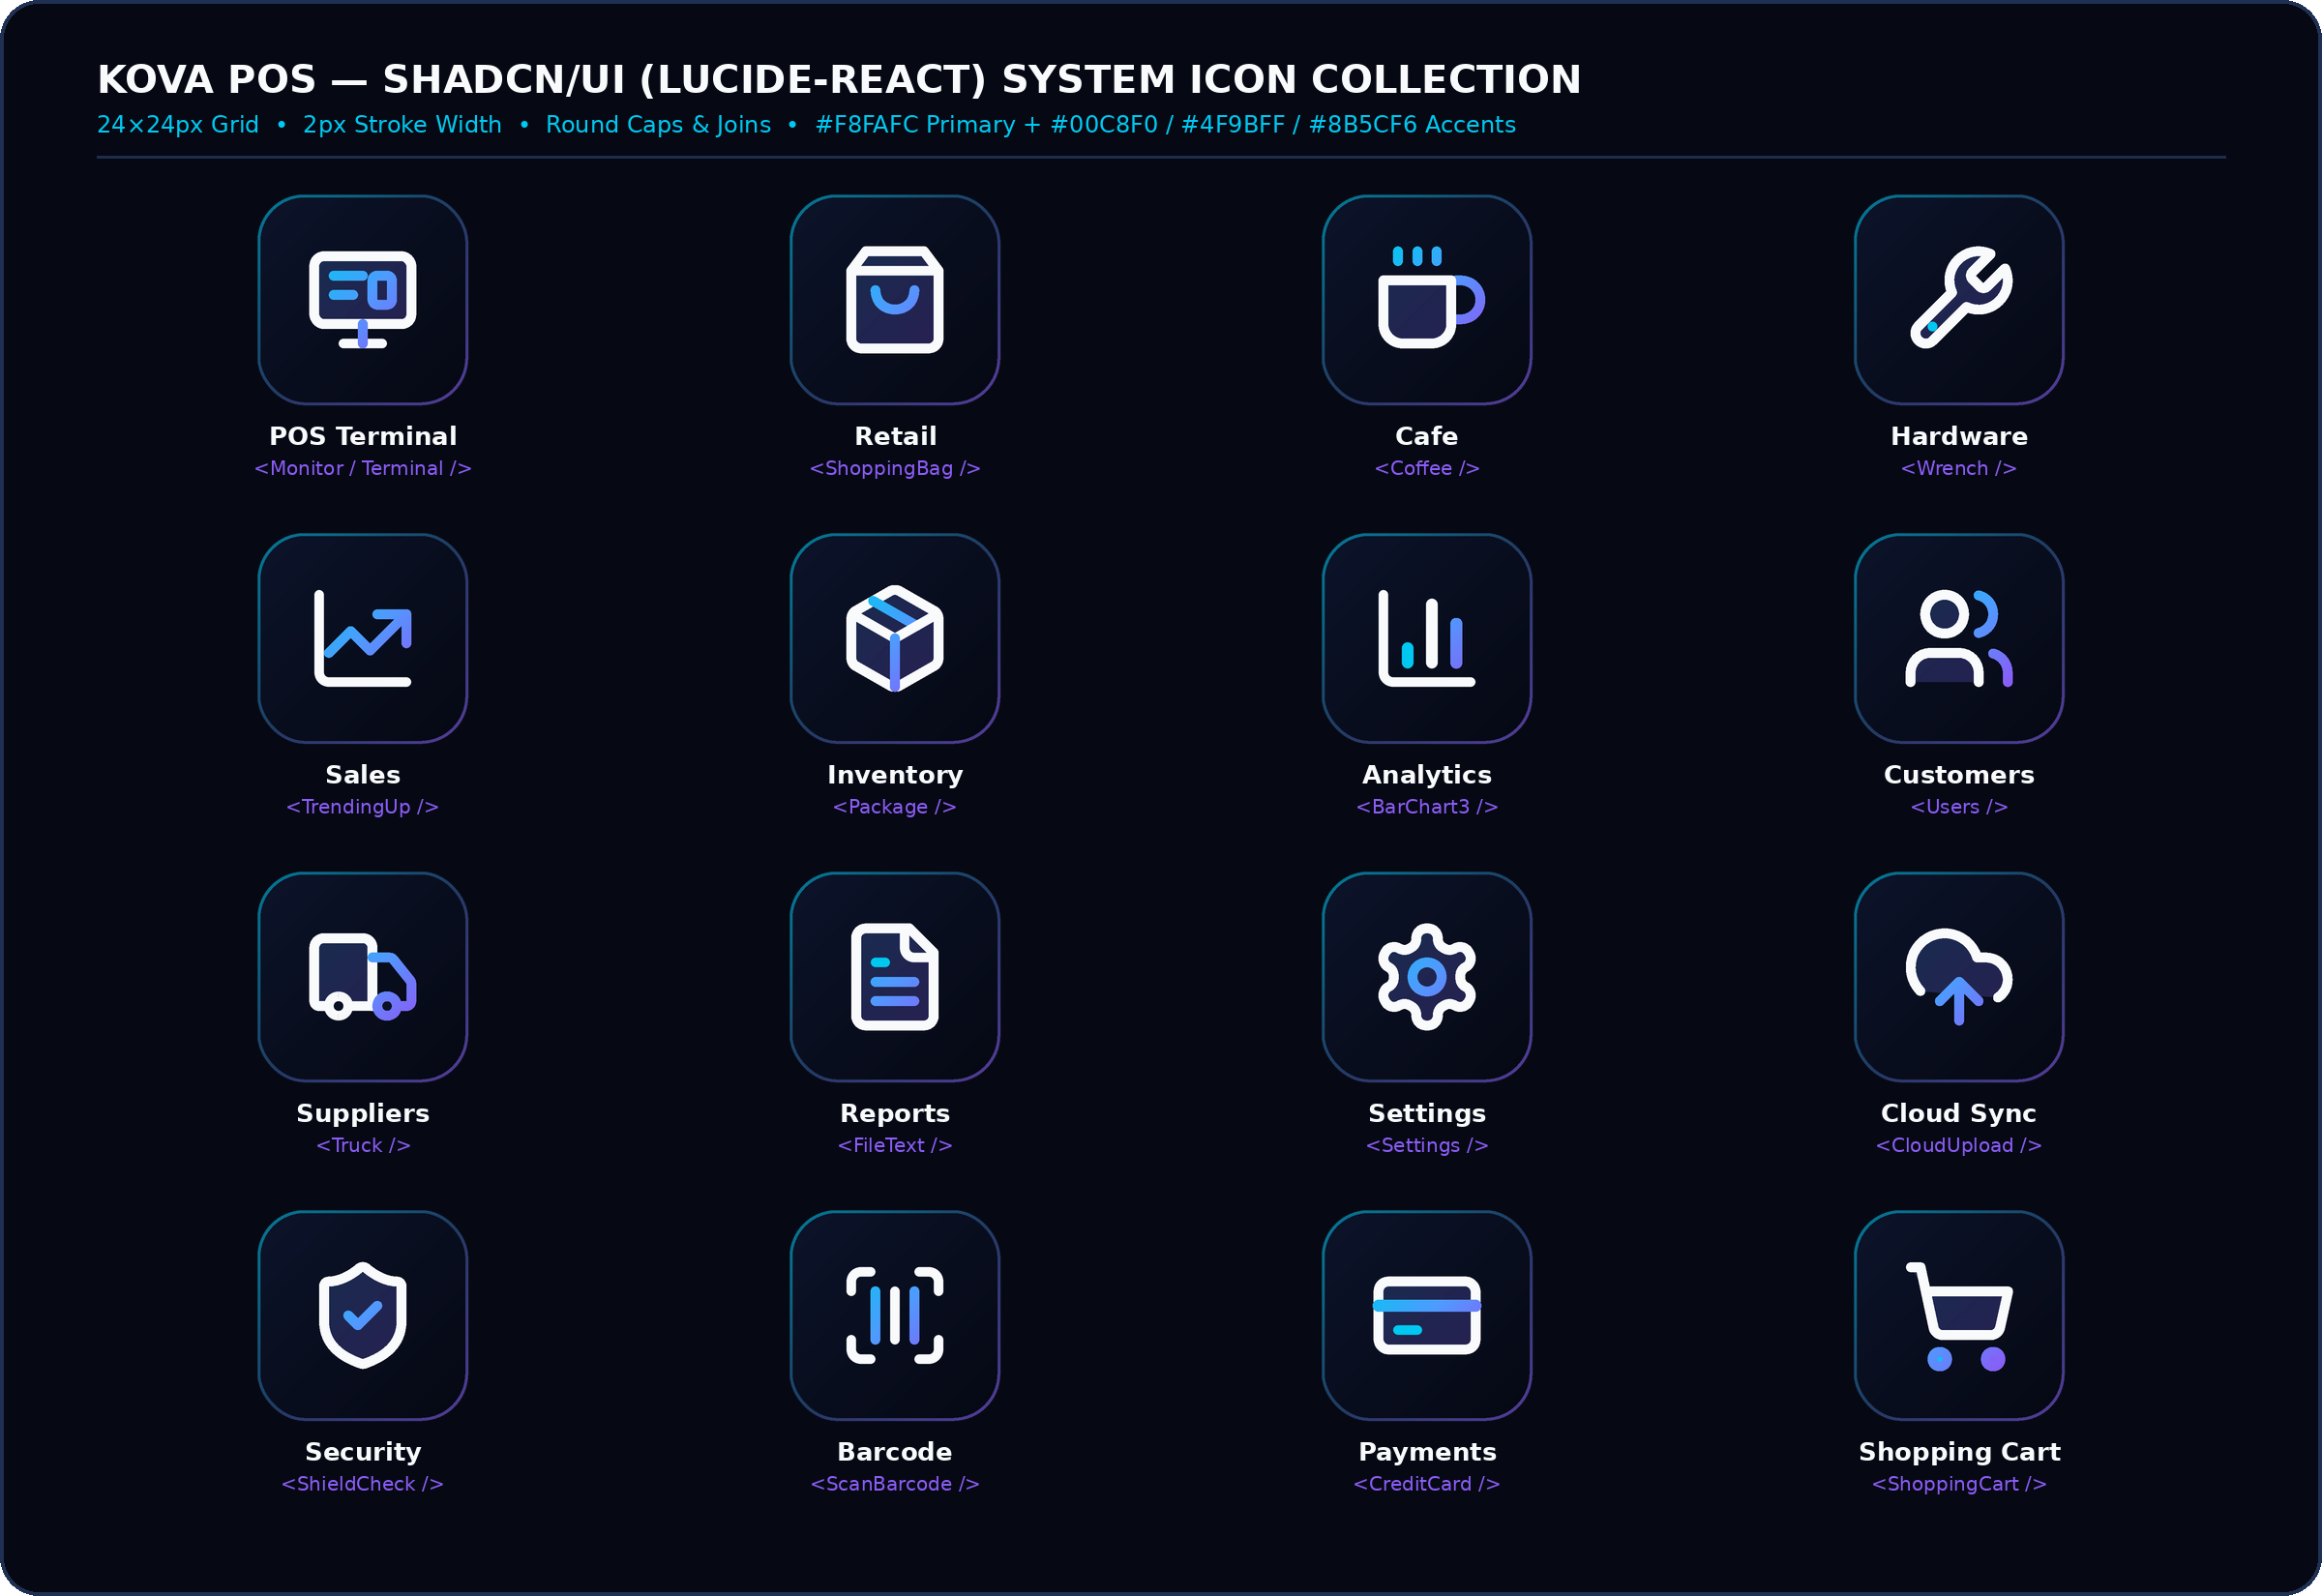 KOVA POS — SHADCN/UI (LUCIDE-REACT) SYSTEM ICON COLLECTION
24×24px Grid • 2px Stroke Width • Round Caps & Joins • #F8FAFC Primary + #00C8F0 / #4F9BFF / #8B5CF6 Accents
POS Terminal
<Monitor / Terminal />
Retail
<ShoppingBag />
Cafe
<Coffee />
Hardware
<Wrench />
Sales
<TrendingUp />
Inventory
<Package />
Analytics
<BarChart3 />
Customers
<Users />
Suppliers
<Truck />
Reports
<FileText />
Settings
<Settings />
Cloud Sync
<CloudUpload />
Security
<ShieldCheck />
Barcode
<ScanBarcode />
Payments
<CreditCard />
Shopping Cart
<ShoppingCart />